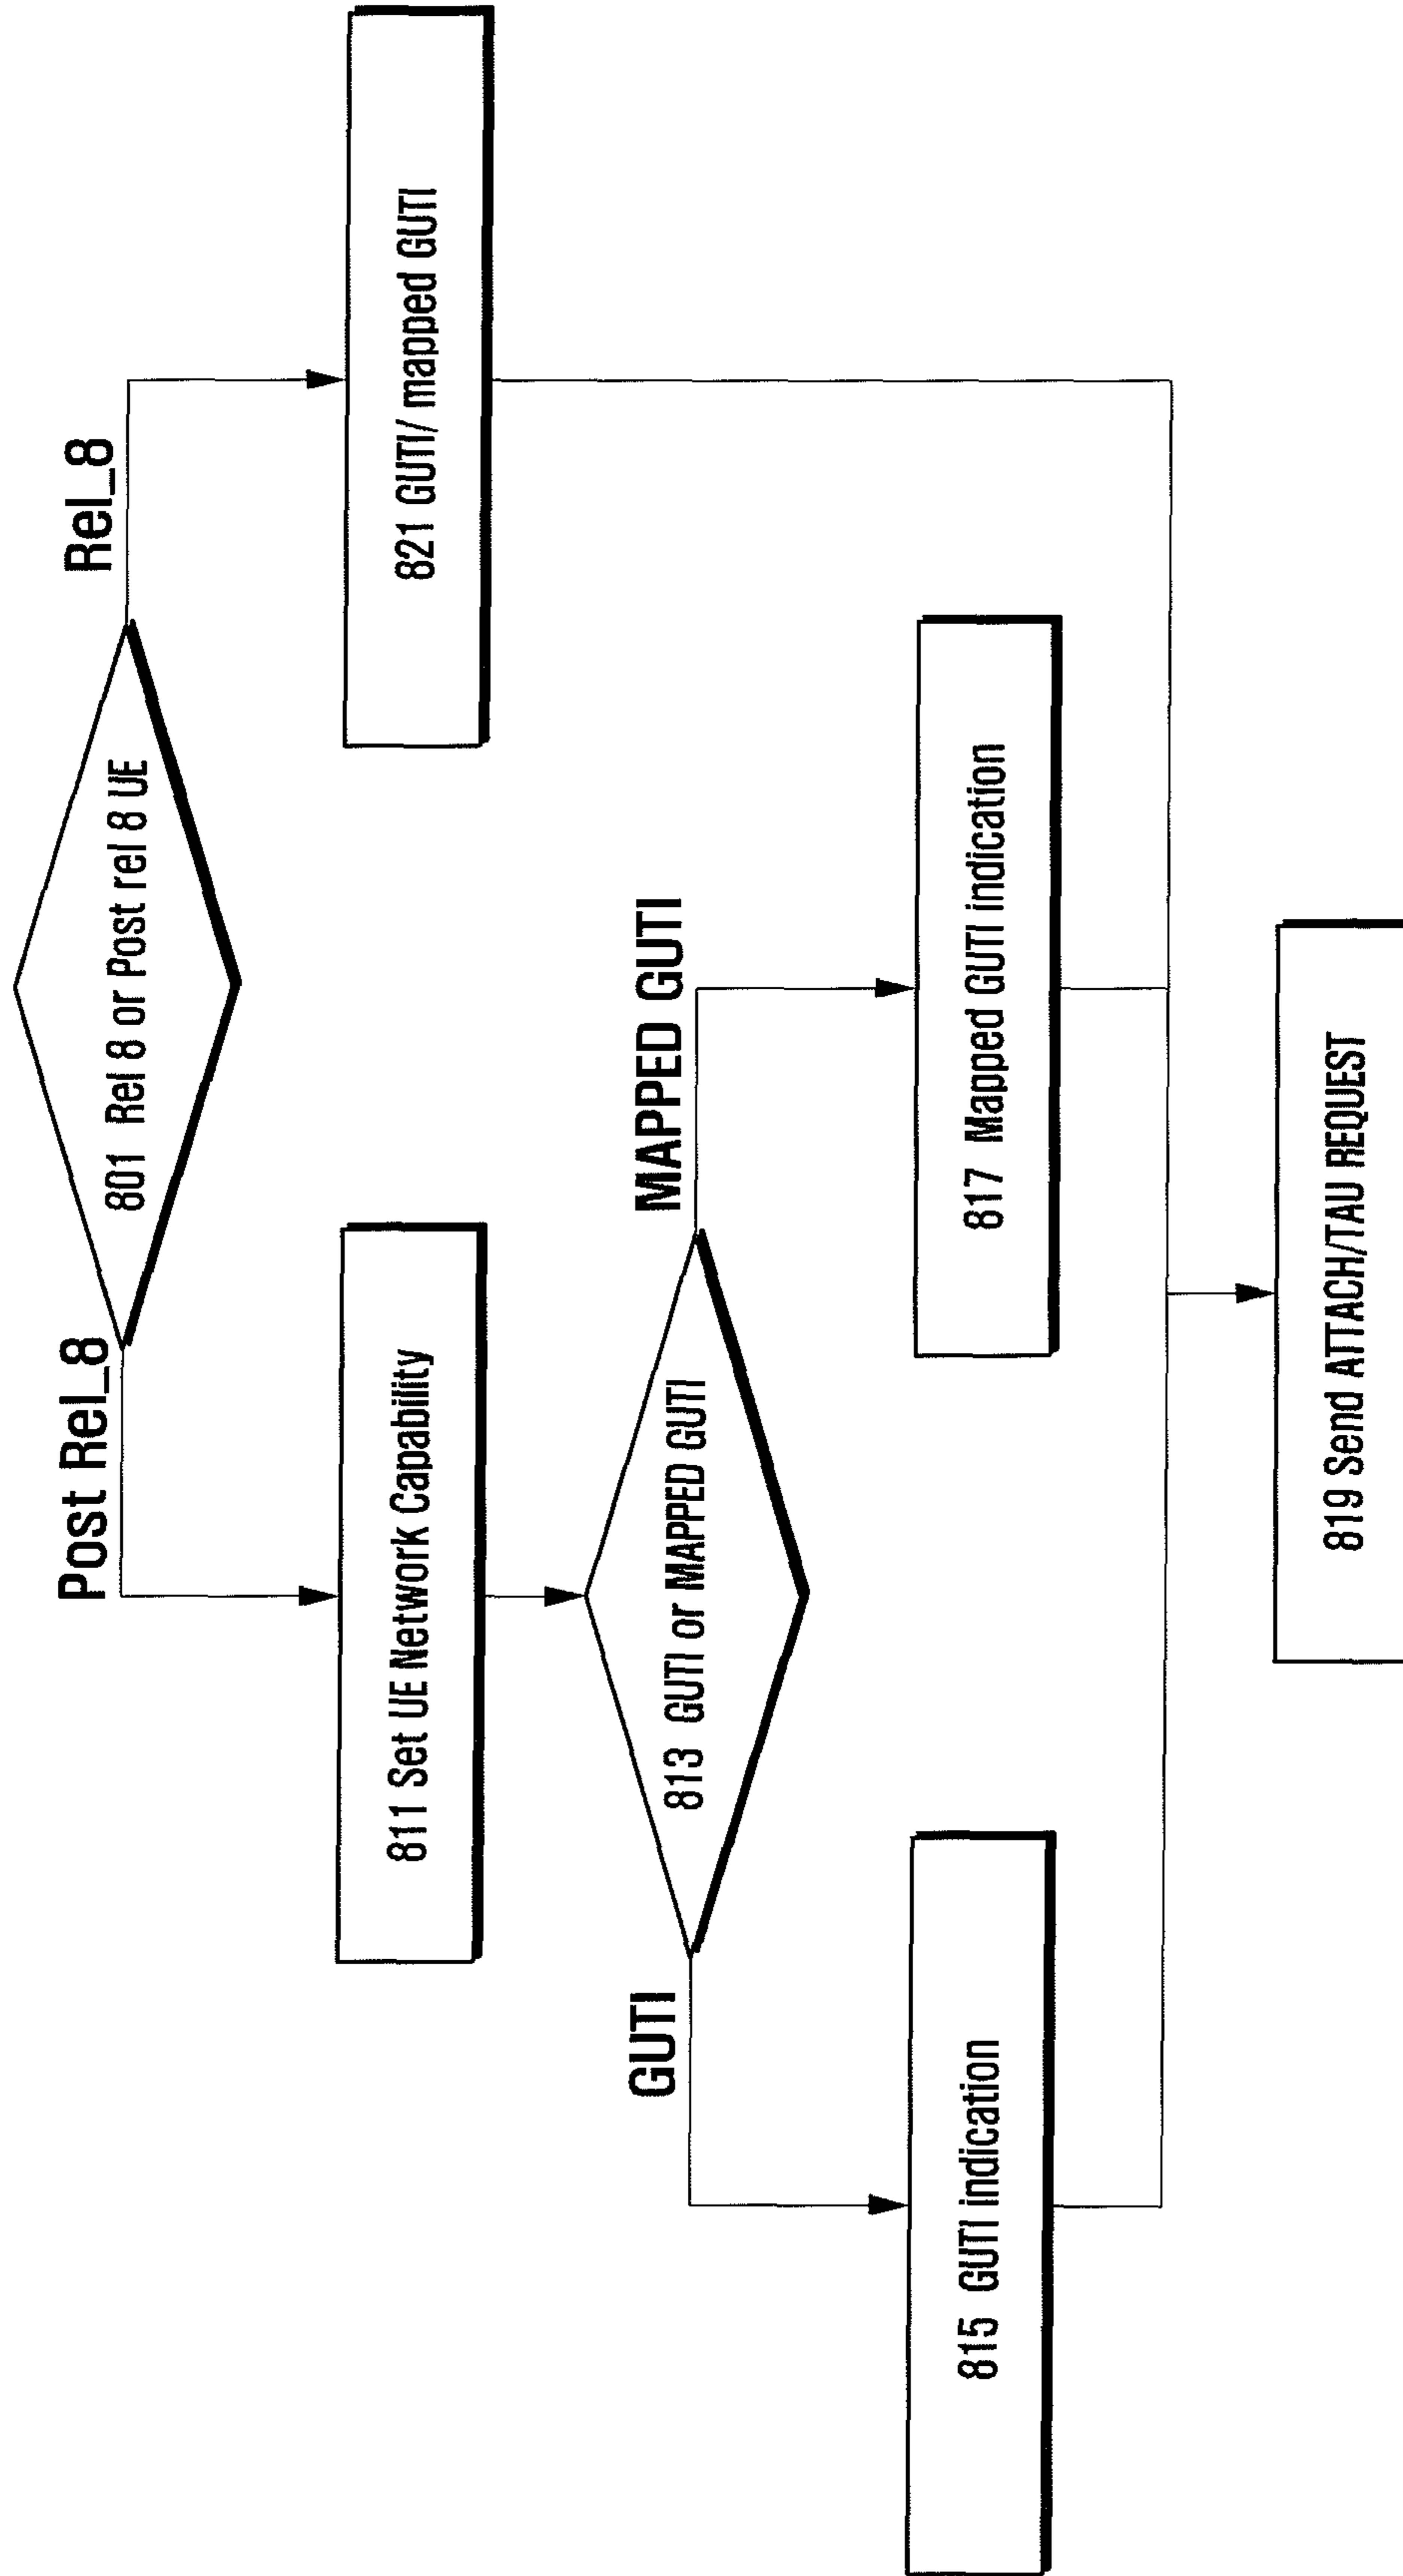 801 Rel 8 or Post rel 8 UE
Post Rel_8
Rel_8
811 Set UE Network Capability
821 GUTI/ mapped GUTI
813 GUTI or MAPPED GUTI
GUTI
MAPPED GUTI
815 GUTI indication
817 Mapped GUTI indication
819 Send ATTACH/TAU REQUEST